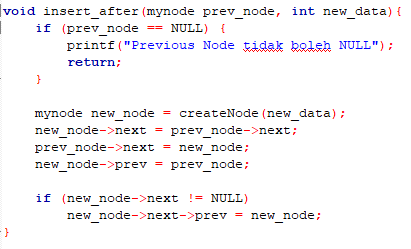 void insert_after(mynode prev_node, int new_data){
    if (prev_node == NULL) {
        printf("Previous Node tidak boleh NULL");
        return;
    }

    mynode new_node = createNode(new_data);
    new_node->next = prev_node->next;
    prev_node->next = new_node;
    new_node->prev = prev_node;

    if (new_node->next != NULL)
        new_node->next->prev = new_node;
}